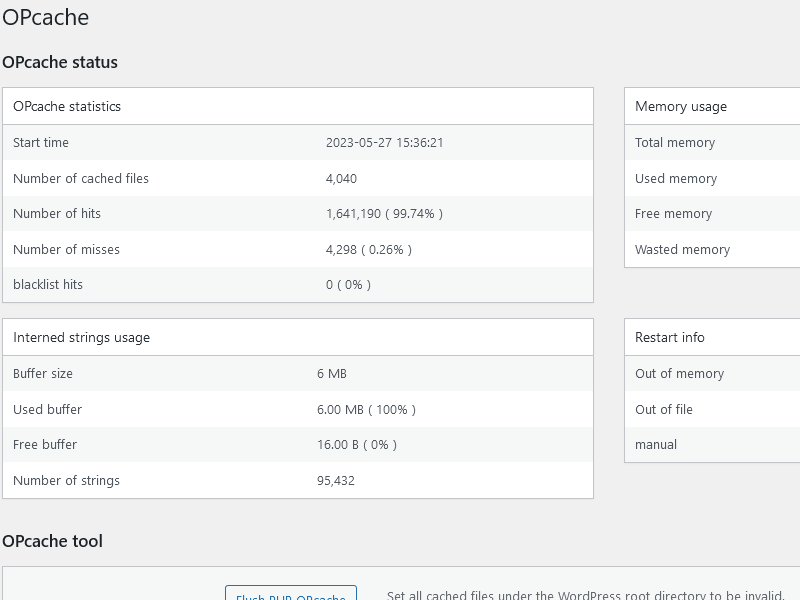 OPcache
OPcache status
OPcache statistics
Start time 2023-05-27 15:36:21
Number of cached files 4,040
Number of hits 1,641,190 ( 99.74% )
Number of misses 4,298 ( 0.26% )
blacklist hits 0 ( 0% )
Memory usage
Total memory
Used memory
Free memory
Wasted memory
Interned strings usage
Buffer size 6 MB
Used buffer 6.00 MB ( 100% )
Free buffer 16.00 B ( 0% )
Number of strings 95,432
Restart info
Out of memory
Out of file
manual
OPcache tool
Flush PHP OPcache Set all cached files under the WordPress root directory to be invalid.